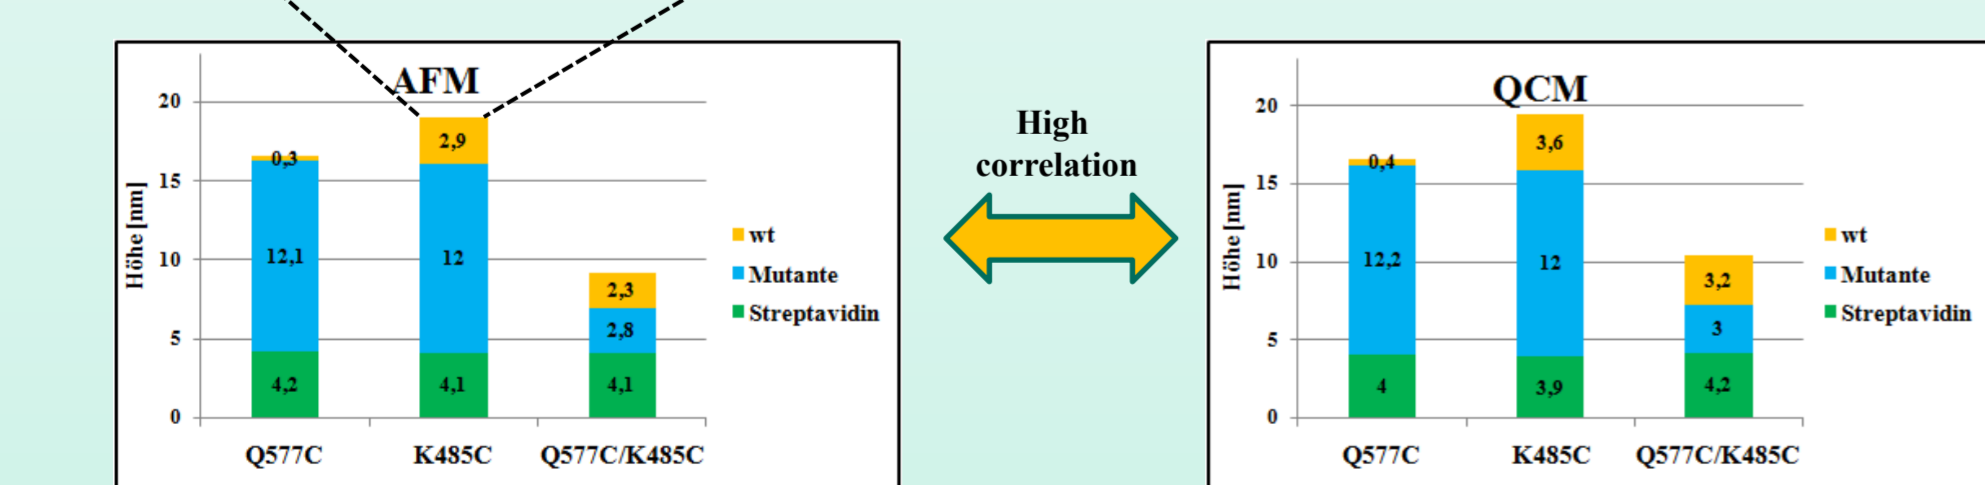 AFM
20
15
10
5
0
Höhe [nm]
0,3
12,1
4,2
2,9
12
4,1
2,3
2,8
4,1
Q577C
K485C
Q577C/K485C
wt
Mutante
Streptavidin
High
correlation
QCM
20
15
10
5
0
Höhe [nm]
0,4
12,2
4
3,6
12
3,9
3,2
3
4,2
Q577C
K485C
Q577C/K485C
wt
Mutante
Streptavidin